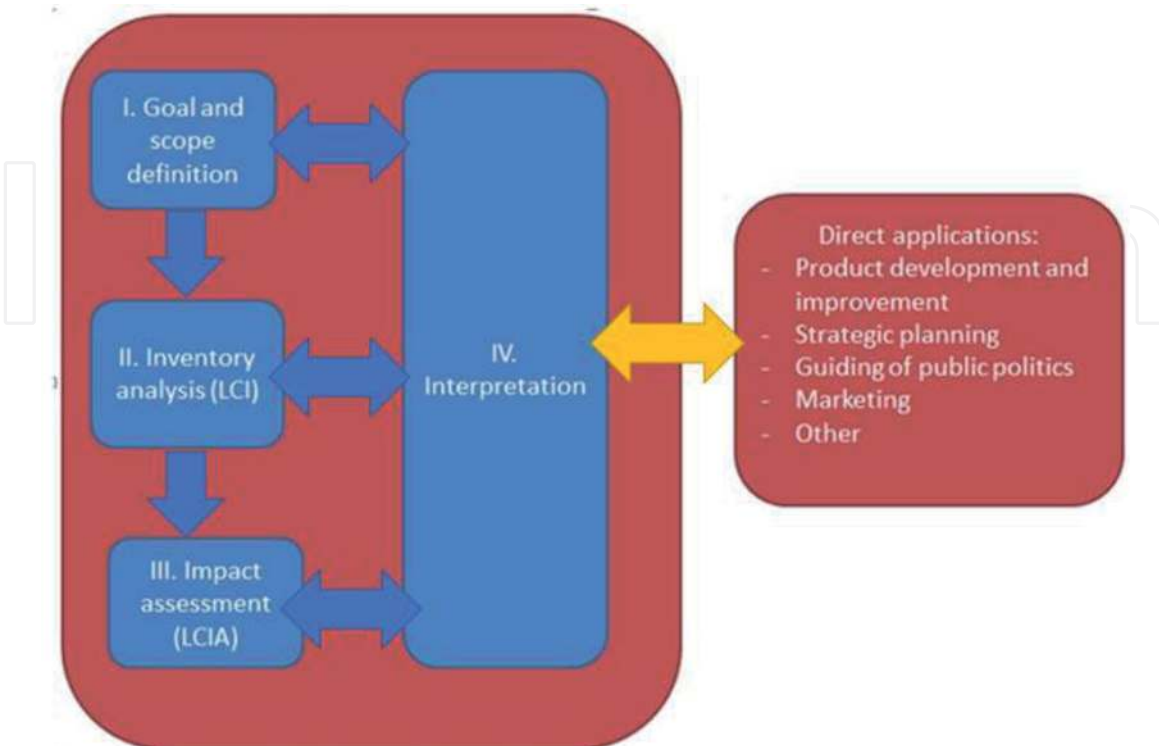 I. Goal and
scope
definition
II. Inventory
analysis (LCI)
III. Impact
assessment
(LCIA)
IV.
Interpretation
Direct applications:
- Product development and
improvement
- Strategic planning
- Guiding of public politics
- Marketing
- Other